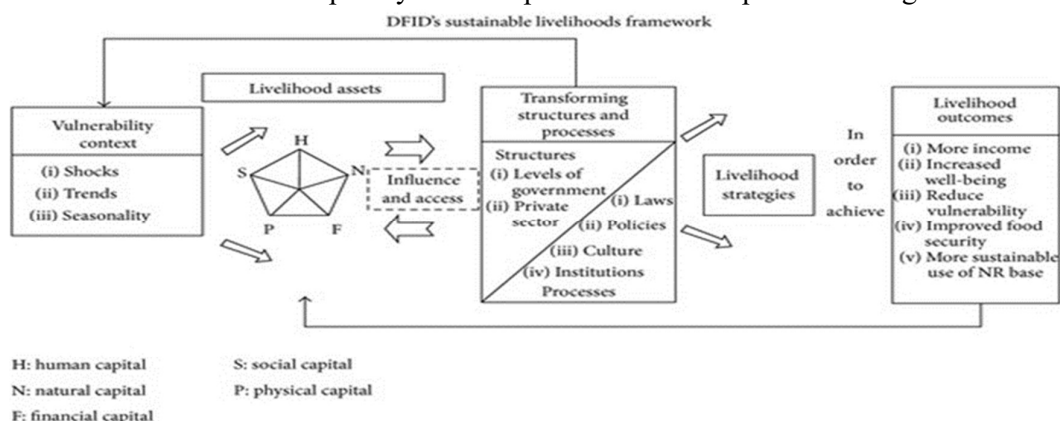 DFID's sustainable livelihoods framework
Livelihood assets
Vulnerability
context
(i) Shocks
(ii) Trends
(iii) Seasonality
H
S
N
P
F
Influence
and access
Transforming
structures and
processes
Structures
(i) Levels of
government
(ii) Private
sector
(i) Laws
(ii) Policies
(iii) Culture
(iv) Institutions
Processes
Livelihood
strategies
In
order
to
achieve
Livelihood
outcomes
(i) More income
(ii) Increased
well-being
(iii) Reduce
vulnerability
(iv) Improved food
security
(v) More sustainable
use of NR base
H: human capital
S: social capital
N: natural capital
P: physical capital
F: financial capital